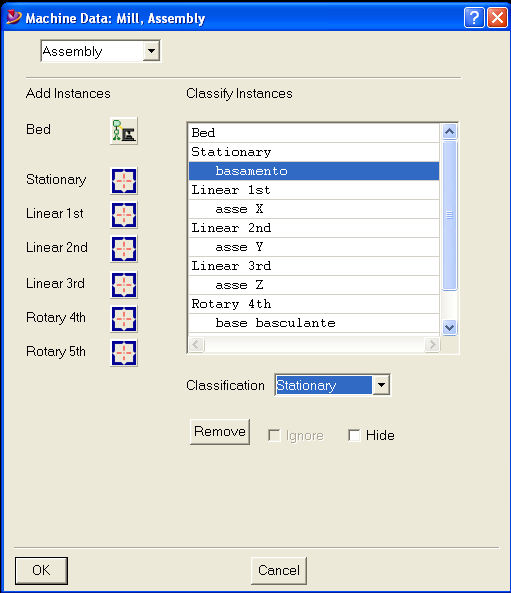 Machine Data: Mill, Assembly
Assembly
Add Instances
Classify Instances
Bed
Stationary
Linear 1st
Linear 2nd
Linear 3rd
Rotary 4th
Rotary 5th
Bed
Stationary
basamento
Linear 1st
asse X
Linear 2nd
asse Y
Linear 3rd
asse Z
Rotary 4th
base basculante
Classification Stationary
Remove Ignore Hide
OK Cancel